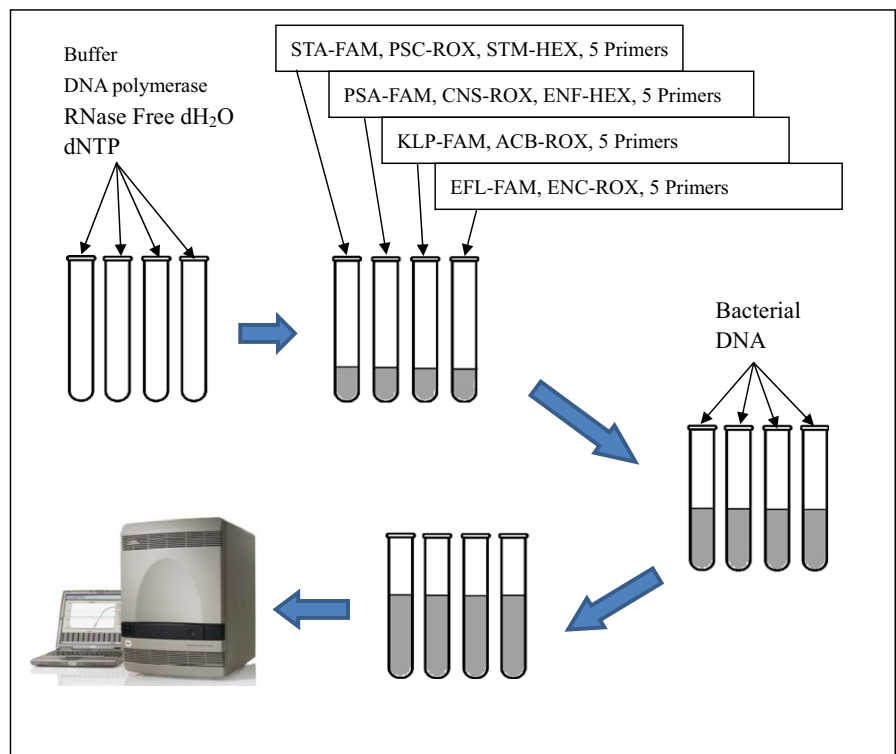 Buffer
DNA polymerase
RNase Free dH₂O
dNTP
STA-FAM, PSC-ROX, STM-HEX, 5 Primers
PSA-FAM, CNS-ROX, ENF-HEX, 5 Primers
KLP-FAM, ACB-ROX, 5 Primers
EFL-FAM, ENC-ROX, 5 Primers
Bacterial
DNA